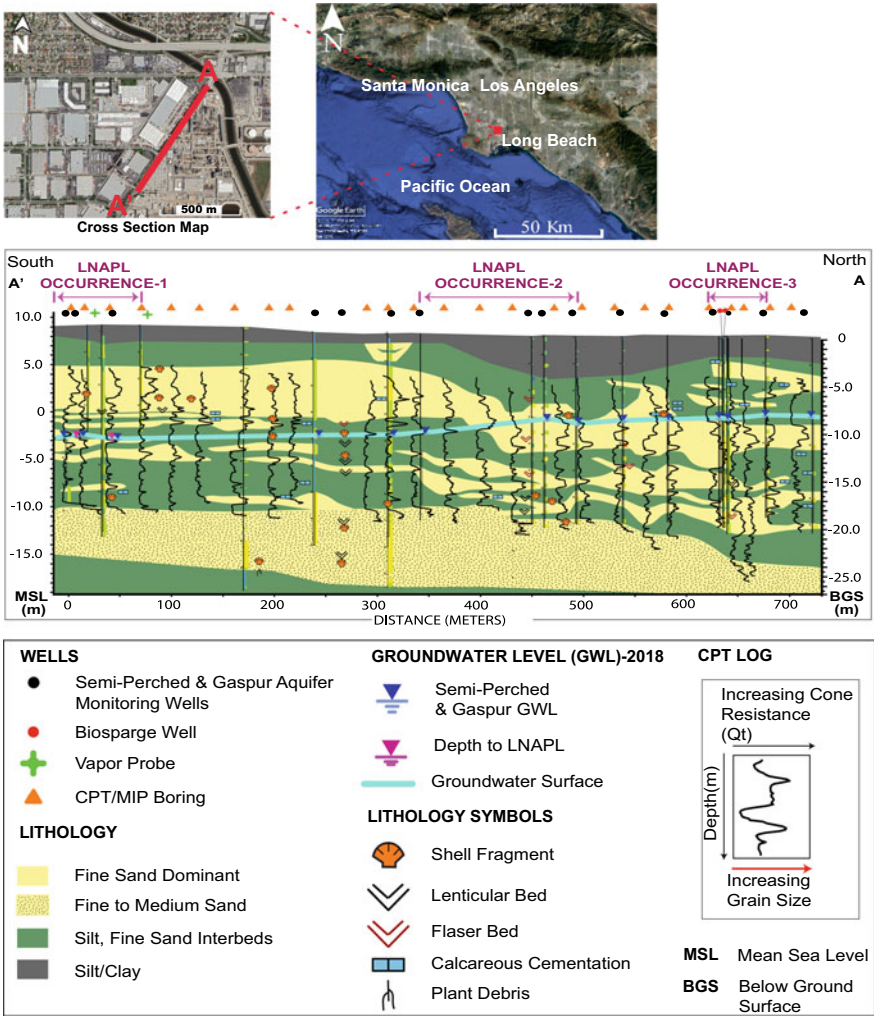 N
A
A'
500 m
Cross Section Map
N
Santa Monica Los Angeles
Long Beach
Pacific Ocean
Google Earth
50 Km
South
A'
LNAPL
OCCURRENCE-1
LNAPL
OCCURRENCE-2
LNAPL
OCCURRENCE-3
North
A
10.0
5.0
0
-5.0
-10.0
-15.0
MSL
(m)
0
-5.0
-10.0
-15.0
-20.0
-25.0
BGS
(m)
0 100 200 300 400 500 600 700
DISTANCE (METERS)
WELLS
Semi-Perched & Gaspur Aquifer
Monitoring Wells
Biosparge Well
Vapor Probe
CPT/MIP Boring
LITHOLOGY
Fine Sand Dominant
Fine to Medium Sand
Silt, Fine Sand Interbeds
Silt/Clay
GROUNDWATER LEVEL (GWL)-2018
Semi-Perched
& Gaspur GWL
Depth to LNAPL
Groundwater Surface
LITHOLOGY SYMBOLS
Shell Fragment
Lenticular Bed
Flaser Bed
Calcareous Cementation
Plant Debris
CPT LOG
Increasing Cone
Resistance
(Qt)
Depth(m)
Increasing
Grain Size
MSL Mean Sea Level
BGS Below Ground
Surface